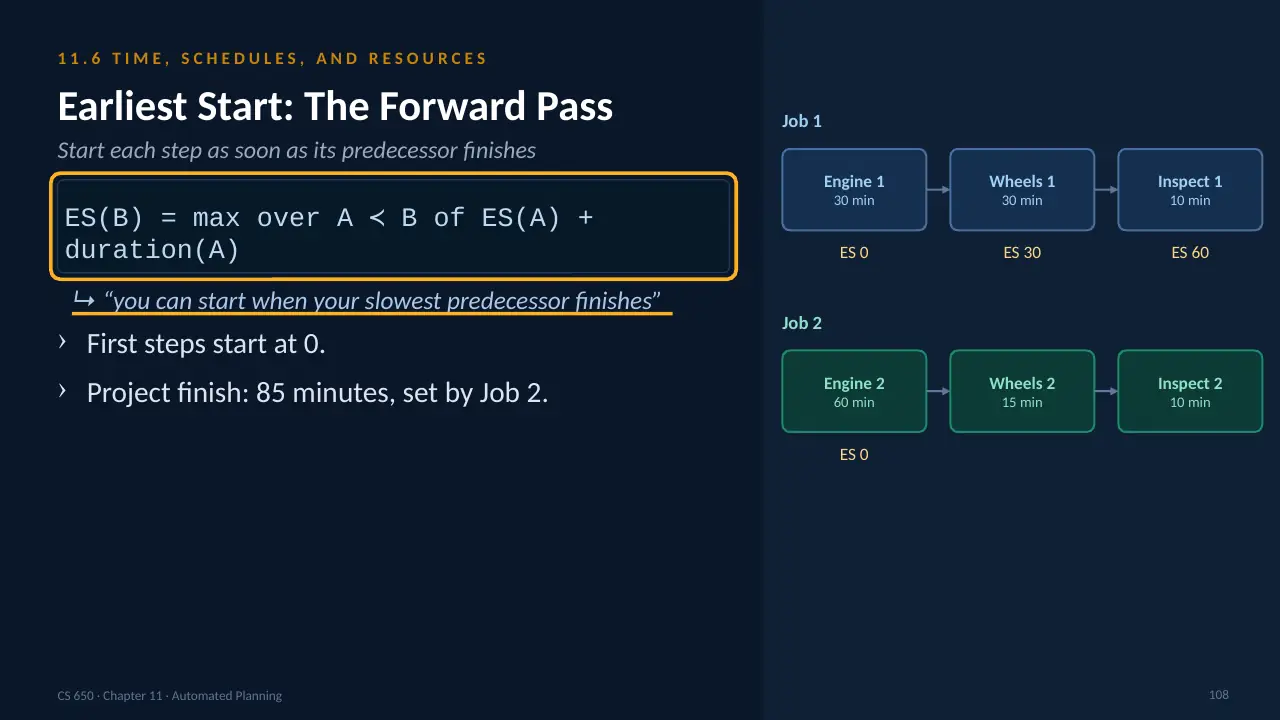 11.6 TIME, SCHEDULES, AND RESOURCES
Earliest Start: The Forward Pass
Start each step as soon as its predecessor finishes
ES(B) = max over A ≺ B of ES(A) +
duration(A)
↳ “you can start when your slowest predecessor finishes”
› First steps start at 0.
› Project finish: 85 minutes, set by Job 2.
Job 1
Engine 1
30 min
ES 0
Wheels 1
30 min
ES 30
Inspect 1
10 min
ES 60
Job 2
Engine 2
60 min
ES 0
Wheels 2
15 min
Inspect 2
10 min
CS 650 · Chapter 11 · Automated Planning
108